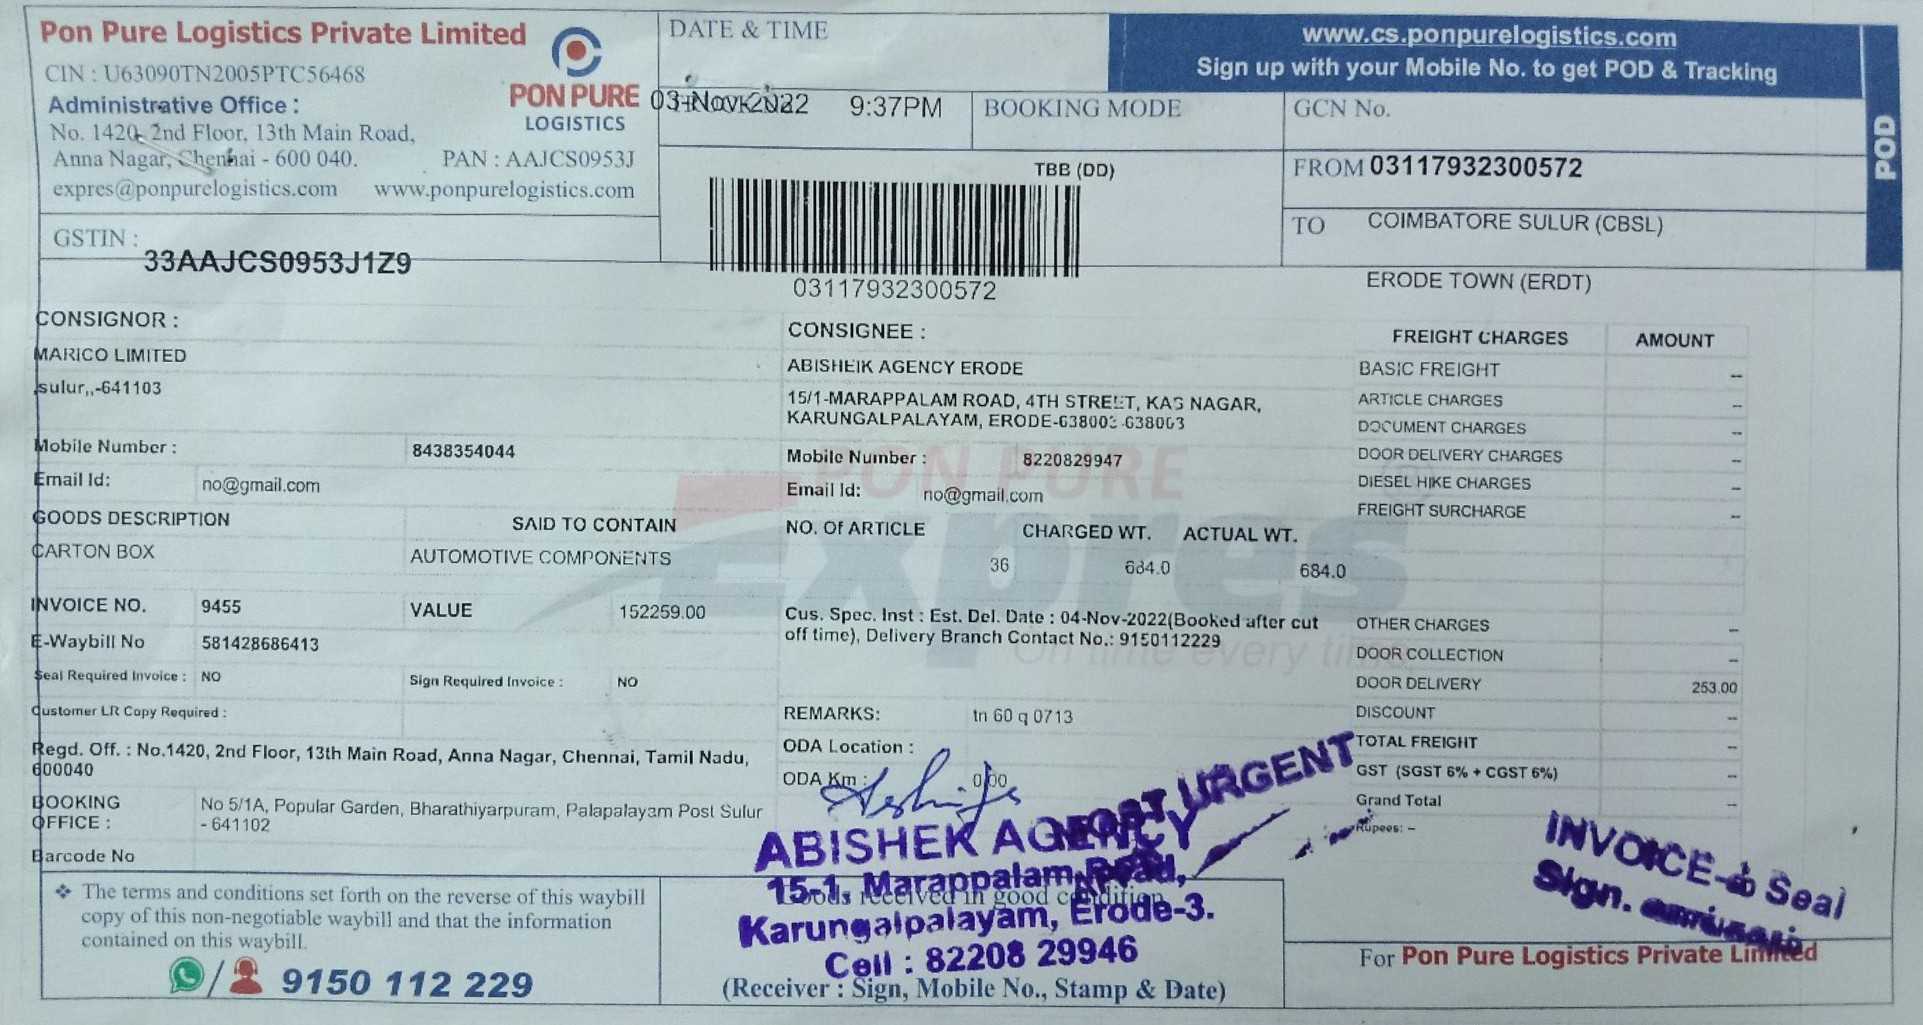 Pon Pure Logistics Private Limited
CIN : U63090TN2005PTC56468
Administrative Office :
No. 1420, 2nd Floor, 13th Main Road,
Anna Nagar, Chennai - 600 040. PAN : AAJCS0953J
expres@ponpurelogistics.com www.ponpurelogistics.com
PON PURE
LOGISTICS
GSTIN :
33AAJCS0953J1Z9
DATE & TIME
03-Nov-2022 9:37PM
BOOKING MODE
TBB (DD)
03117932300572
www.cs.ponpurelogistics.com
Sign up with your Mobile No. to get POD & Tracking
POD
GCN No.
FROM 03117932300572
TO COIMBATORE SULUR (CBSL)
ERODE TOWN (ERDT)
CONSIGNOR :
MARICO LIMITED
sulur,,-641103
Mobile Number : 8438354044
Email Id: no@gmail.com
GOODS DESCRIPTION SAID TO CONTAIN
CARTON BOX AUTOMOTIVE COMPONENTS
INVOICE NO. 9455 VALUE 152259.00
E-Waybill No 581428686413
Seal Required Invoice : NO Sign Required Invoice : NO
Customer LR Copy Required :
Regd. Off. : No.1420, 2nd Floor, 13th Main Road, Anna Nagar, Chennai, Tamil Nadu,
600040
BOOKING OFFICE : No 5/1A, Popular Garden, Bharathiyarpuram, Palapalayam Post Sulur
- 641102
Barcode No
CONSIGNEE :
ABISHEIK AGENCY ERODE
15/1-MARAPPALAM ROAD, 4TH STREET, KAS NAGAR,
KARUNGALPALAYAM, ERODE-638003-638003
Mobile Number : 8220829947
Email Id: no@gmail.com
NO. Of ARTICLE CHARGED WT. ACTUAL WT.
36 684.0 684.0
Cus. Spec. Inst : Est. Del. Date : 04-Nov-2022(Booked after cut
off time), Delivery Branch Contact No.: 9150112229
REMARKS: tn 60 q 0713
ODA Location :
ODA Km : 0.00
PON PURE
Expres
On time every time
FREIGHT CHARGES AMOUNT
BASIC FREIGHT --
ARTICLE CHARGES --
DOCUMENT CHARGES --
DOOR DELIVERY CHARGES --
DIESEL HIKE CHARGES --
FREIGHT SURCHARGE --
OTHER CHARGES --
DOOR COLLECTION --
DOOR DELIVERY 253.00
DISCOUNT --
TOTAL FREIGHT --
GST (SGST 6% + CGST 6%) --
Grand Total --
Rupees: --
MOST URGENT
ABISHEK AGENCY
15-1, Marappalam Road,
Karungalpalayam, Erode-3.
Cell : 82208 29946
Goods received in good condition
(Receiver : Sign, Mobile No., Stamp & Date)
❖ The terms and conditions set forth on the reverse of this waybill
copy of this non-negotiable waybill and that the information
contained on this waybill.
/ 9150 112 229
INVOICE-ல் Seal
Sign.
For Pon Pure Logistics Private Limited